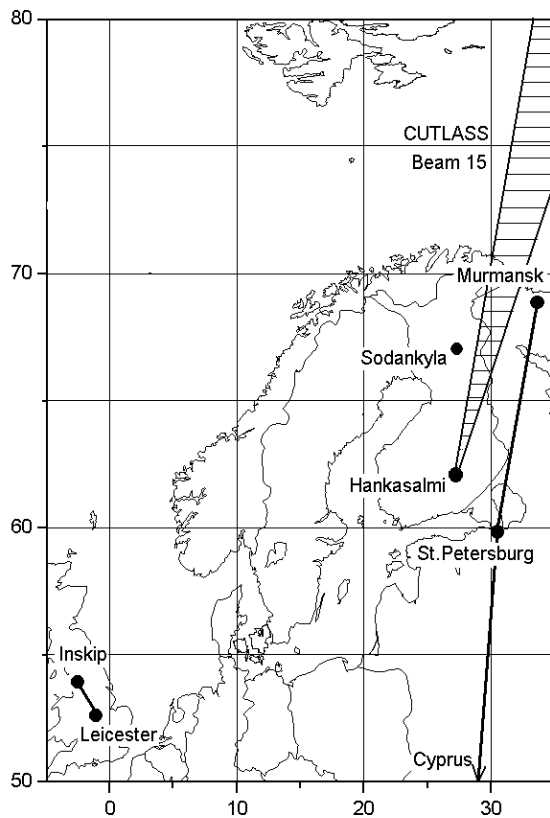 80
CUTLASS
Beam 15
70
Murmansk
Sodankyla
Hankasalmi
60
St.Petersburg
Inskip
Leicester
Cyprus
50
0 10 20 30